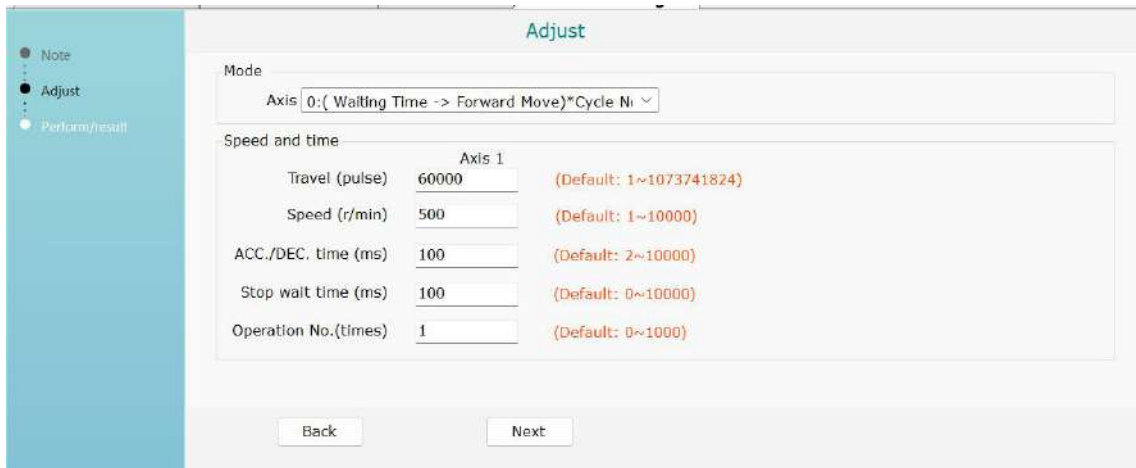 Adjust
Note
Adjust
Perform/result
Mode
Axis 0:( Waiting Time -> Forward Move)*Cycle Nu
Speed and time
Axis 1
Travel (pulse) 60000 (Default: 1~1073741824)
Speed (r/min) 500 (Default: 1~10000)
ACC./DEC. time (ms) 100 (Default: 2~10000)
Stop wait time (ms) 100 (Default: 0~10000)
Operation No.(times) 1 (Default: 0~1000)
Back Next